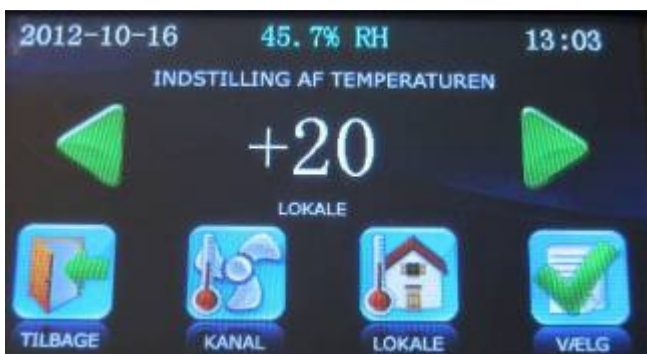 2012-10-16 45.7% RH 13:03
INDSTILLING AF TEMPERATUREN
+20
LOKALE
TILBAGE KANAL LOKALE VÆLG